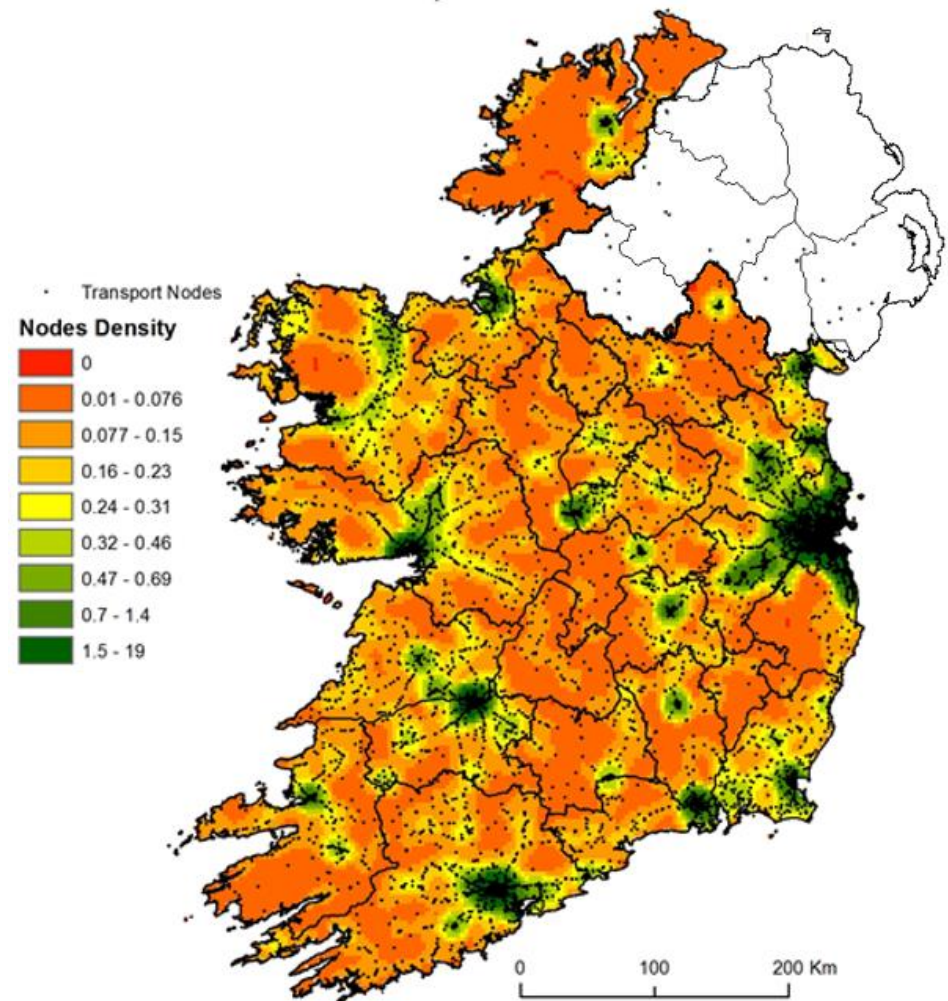 Transport Nodes
Nodes Density
0
0.01 - 0.076
0.077 - 0.15
0.16 - 0.23
0.24 - 0.31
0.32 - 0.46
0.47 - 0.69
0.7 - 1.4
1.5 - 19
0 100 200 Km